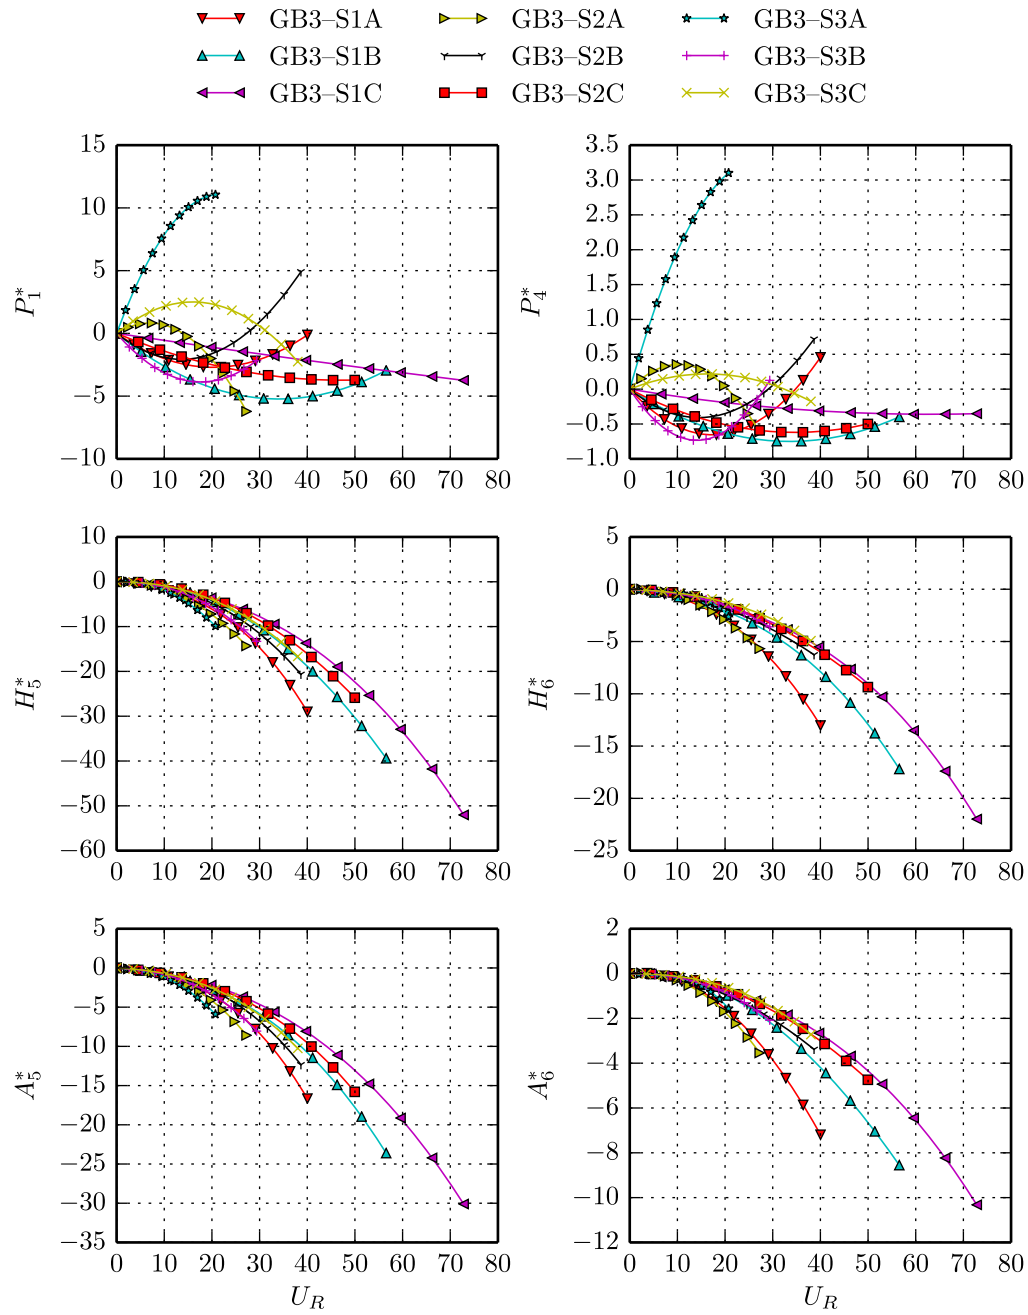 GB3–S1A GB3–S2A GB3–S3A
GB3–S1B GB3–S2B GB3–S3B
GB3–S1C GB3–S2C GB3–S3C
15
10
5
0
−5
−10
P₁*
0 10 20 30 40 50 60 70 80
3.5
3.0
2.5
2.0
1.5
1.0
0.5
0.0
−0.5
−1.0
P₄*
0 10 20 30 40 50 60 70 80
10
0
−10
−20
−30
−40
−50
−60
H₅*
0 10 20 30 40 50 60 70 80
5
0
−5
−10
−15
−20
−25
H₆*
0 10 20 30 40 50 60 70 80
5
0
−5
−10
−15
−20
−25
−30
−35
A₅*
0 10 20 30 40 50 60 70 80
U_R
2
0
−2
−4
−6
−8
−10
−12
A₆*
0 10 20 30 40 50 60 70 80
U_R